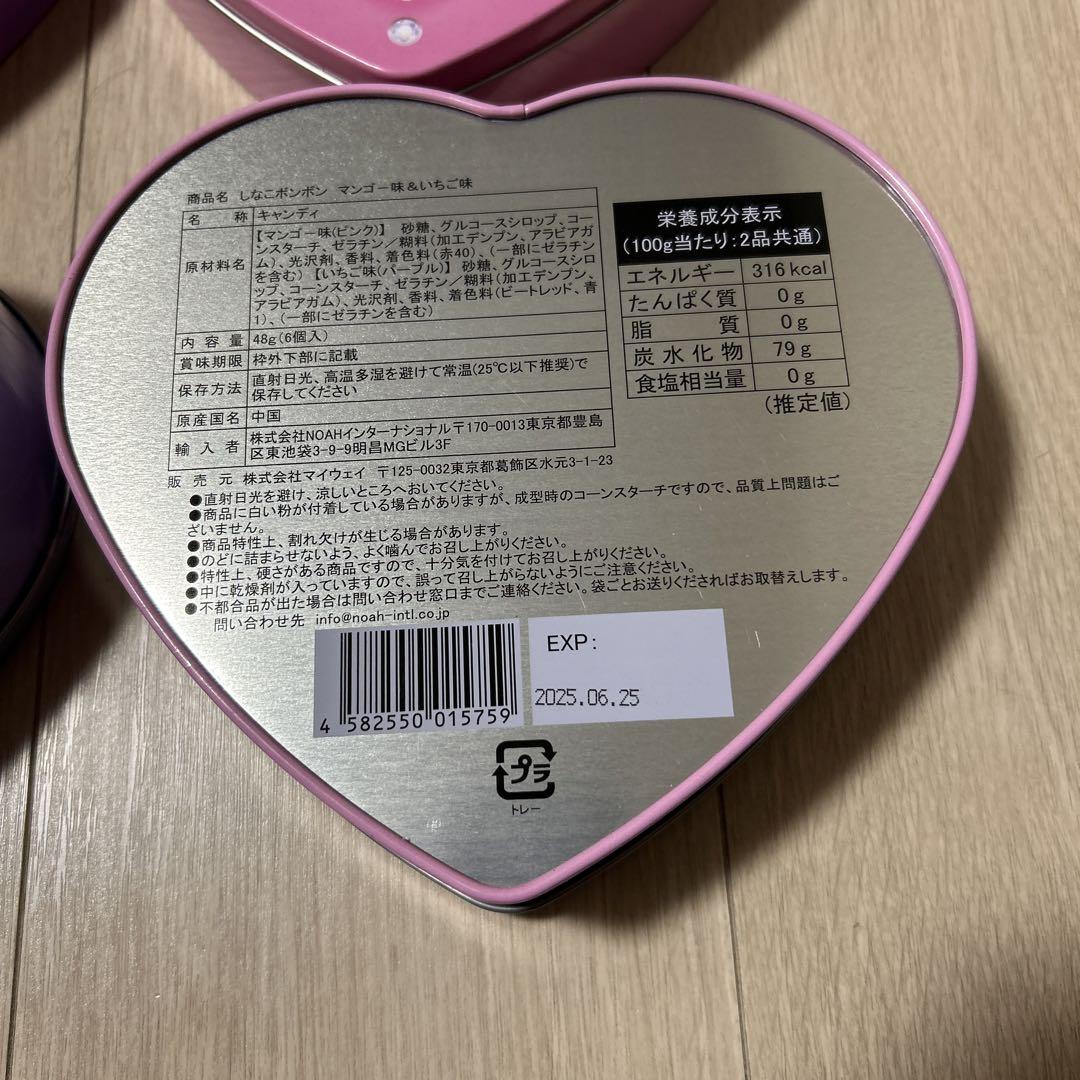 商品名 しなこボンボン マンゴー味＆いちご味
名 称 キャンディ
原材料名 【マンゴー味(ピンク)】 砂糖、グルコースシロップ、コー
ンスターチ、ゼラチン／糊料(加工デンプン、アラビアガ
ム)、光沢剤、香料、着色料(赤40)、(一部にゼラチン
を含む)【いちご味(パープル)】 砂糖、グルコースシロ
ップ、コーンスターチ、ゼラチン／糊料(加工デンプン、
アラビアガム)、光沢剤、香料、着色料(ビートレッド、青
1)、(一部にゼラチンを含む)
内 容 量 48g(6個入)
賞味期限 枠外下部に記載
保存方法 直射日光、高温多湿を避けて常温(25℃以下推奨)で
保存してください
原産国名 中国
輸 入 者 株式会社NOAHインターナショナル〒170-0013東京都豊島
区東池袋3-9-9明昌MGビル3F
販 売 元 株式会社マイウェイ 〒125-0032東京都葛飾区水元3-1-23
●直射日光を避け、涼しいところへおいてください。
●商品に白い粉が付着している場合がありますが、成型時のコーンスターチですので、品質上問題はご
ざいません。
●商品特性上、割れ欠けが生じる場合があります。
●のどに詰まらせないよう、よく噛んでお召し上がりください。
●特性上、硬さがある商品ですので、十分気を付けてお召し上がりください。
●中に乾燥剤が入っていますので、誤って召し上がらないようにご注意ください。
●不都合品が出た場合は問い合わせ窓口までご連絡ください。袋ごとお送りくださればお取替えします。
問い合わせ先 info@noah-intl.co.jp
栄養成分表示
(100g当たり：2品共通)
エネルギー 316kcal
たんぱく質 0g
脂 質 0g
炭水化物 79g
食塩相当量 0g
(推定値)
4 582550 015759
EXP:
2025.06.25
プラ
トレー